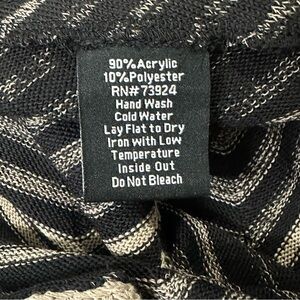 90%Acrylic
10%Polyester
RN#73924
Hand Wash
Cold Water
Lay Flat to Dry
Iron with Low
Temperature
Inside Out
Do Not Bleach